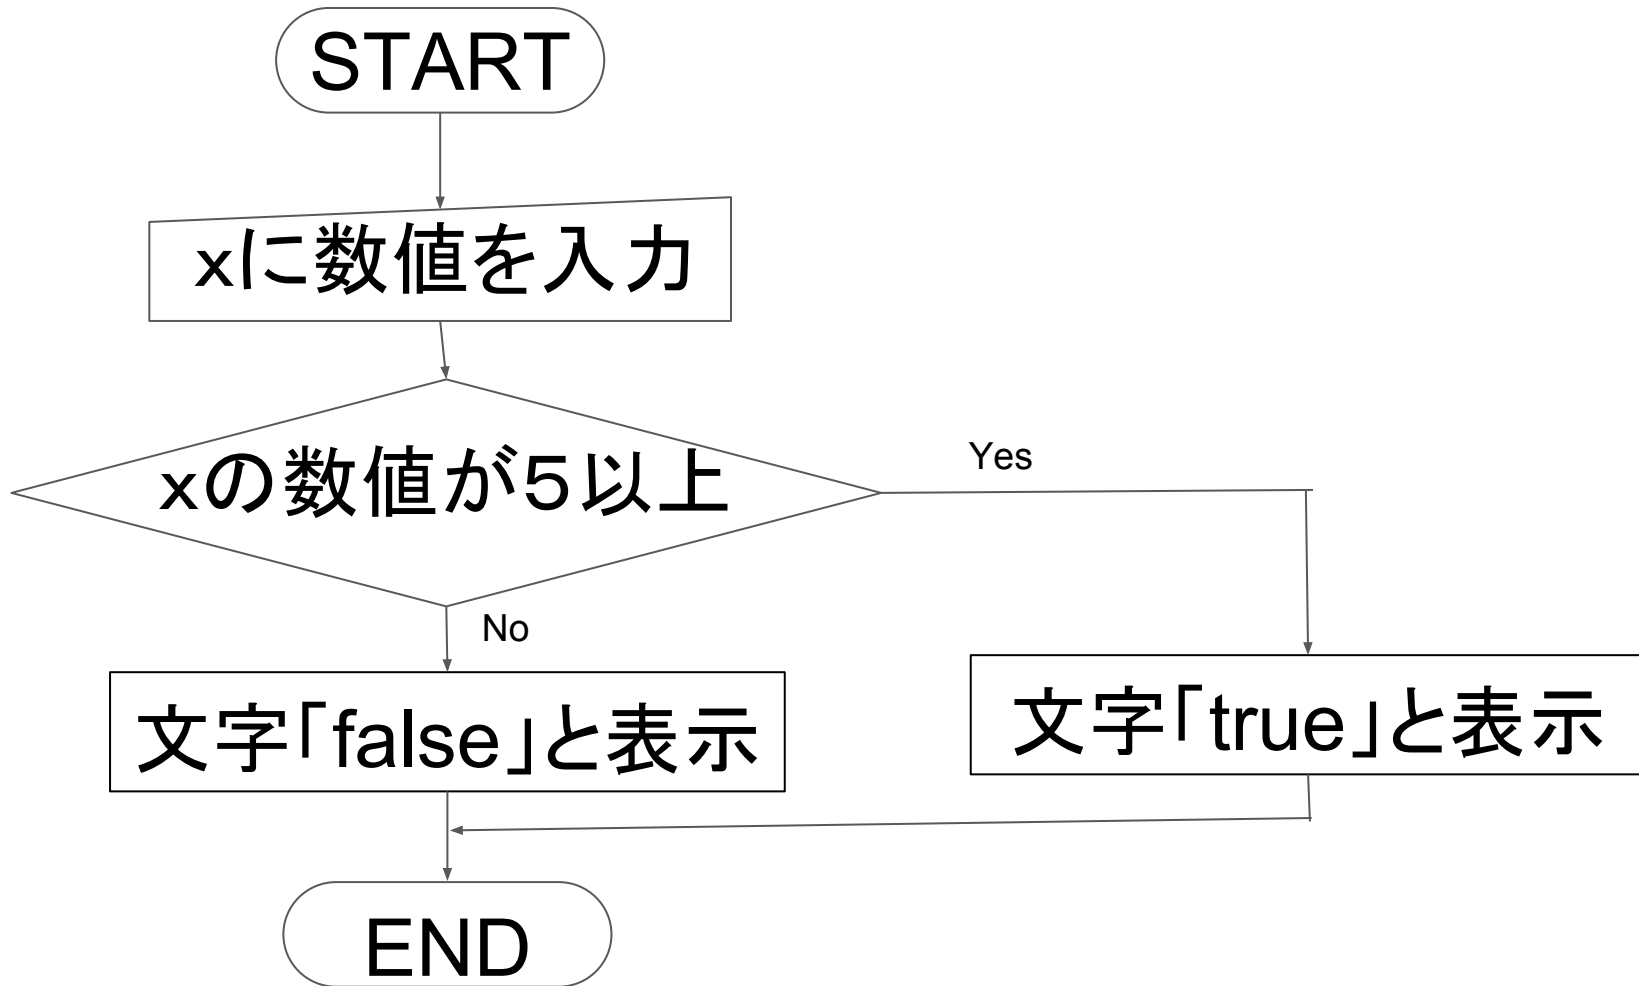 START
xに数値を入力
xの数値が５以上
Yes
No
文字「false」と表示
文字「true」と表示
END